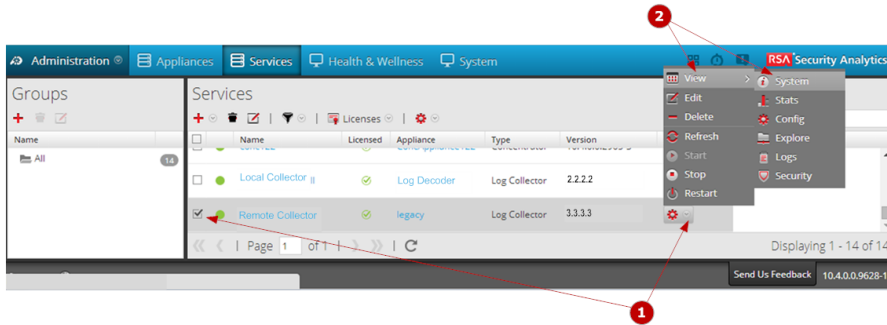 2
Administration Appliances Services Health & Wellness System RSA Security Analytics
Groups
Services
View
System
Edit
Stats
Licenses
Delete
Config
Name
Name Licensed Appliance Type Version
Refresh
Explore
All 14
Start
Logs
Local Collector II Log Decoder Log Collector 2.2.2.2
Stop
Security
Restart
Remote Collector legacy Log Collector 3.3.3.3
Page 1 of 1
Displaying 1 - 14 of 14
Send Us Feedback 10.4.0.0.9628-1
1